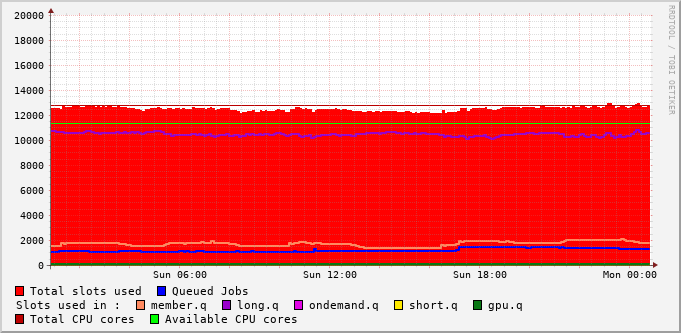 20000
18000
16000
14000
12000
10000
8000
6000
4000
2000
0
Sun 06:00 Sun 12:00 Sun 18:00 Mon 00:00
RRDTOOL / TOBI OETIKER
Total slots used Queued Jobs
Slots used in : member.q long.q ondemand.q short.q gpu.q
Total CPU cores Available CPU cores